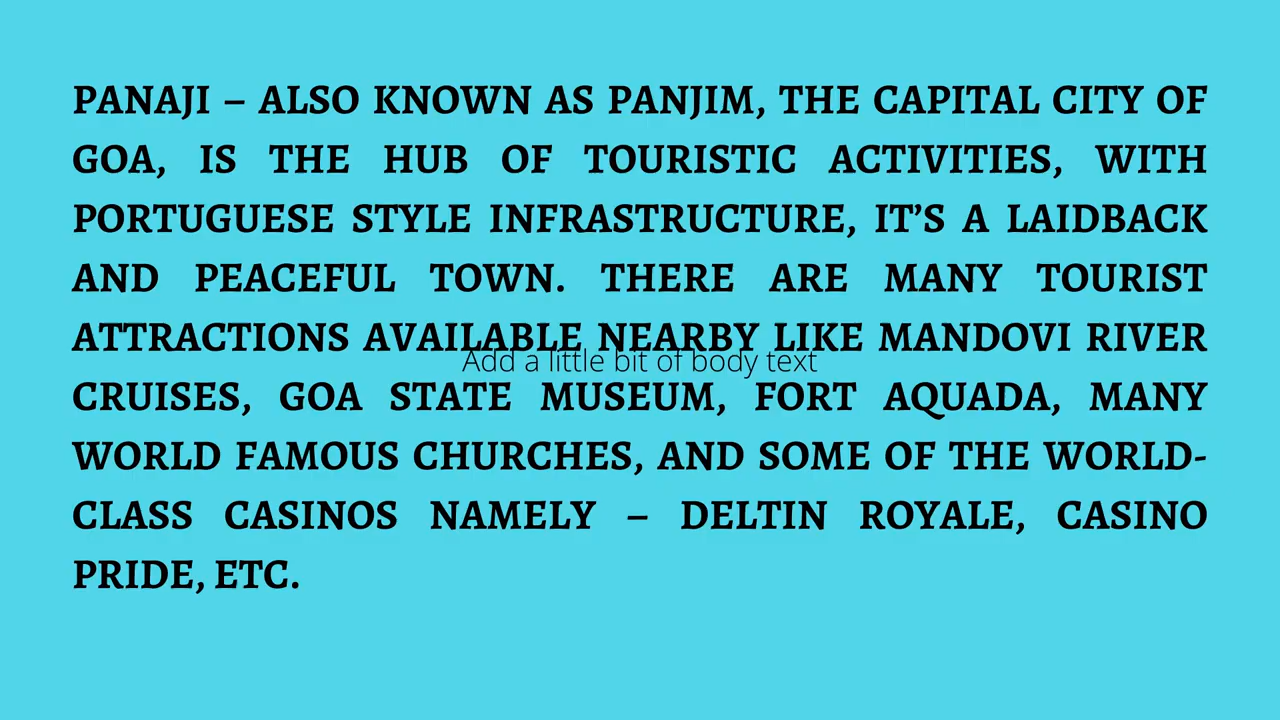 PANAJI – ALSO KNOWN AS PANJIM, THE CAPITAL CITY OF
GOA, IS THE HUB OF TOURISTIC ACTIVITIES, WITH
PORTUGUESE STYLE INFRASTRUCTURE, IT’S A LAIDBACK
AND PEACEFUL TOWN. THERE ARE MANY TOURIST
ATTRACTIONS AVAILABLE NEARBY LIKE MANDOVI RIVER
Add a little bit of body text
CRUISES, GOA STATE MUSEUM, FORT AQUADA, MANY
WORLD FAMOUS CHURCHES, AND SOME OF THE WORLD-
CLASS CASINOS NAMELY – DELTIN ROYALE, CASINO
PRIDE, ETC.